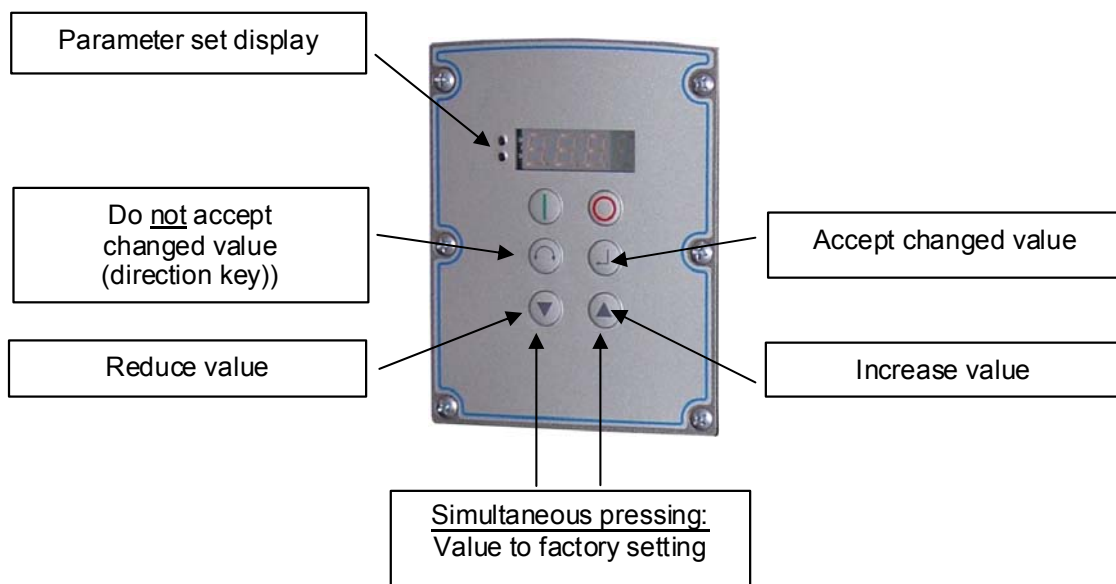 Parameter set display
Do not accept
changed value
(direction key))
Accept changed value
Reduce value
Increase value
Simultaneous pressing:
Value to factory setting